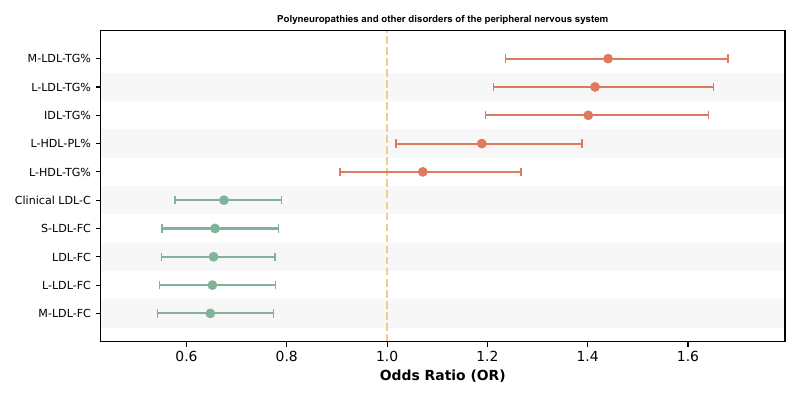 Polyneuropathies and other disorders of the peripheral nervous system
M-LDL-TG%
L-LDL-TG%
IDL-TG%
L-HDL-PL%
L-HDL-TG%
Clinical LDL-C
S-LDL-FC
LDL-FC
L-LDL-FC
M-LDL-FC
0.6 0.8 1.0 1.2 1.4 1.6
Odds Ratio (OR)